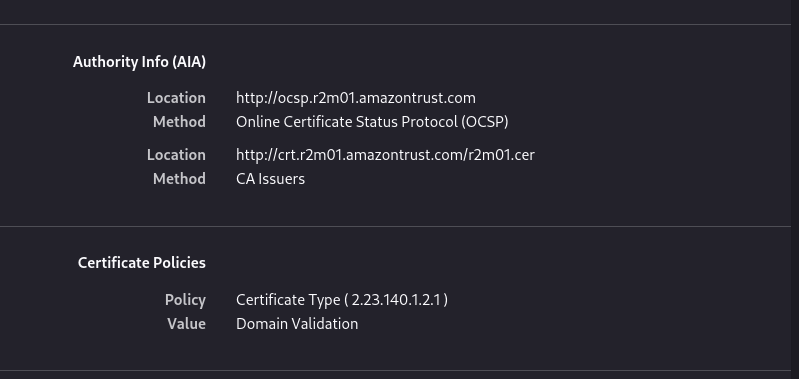 Authority Info (AIA)
Location http://ocsp.r2m01.amazontrust.com
Method Online Certificate Status Protocol (OCSP)
Location http://crt.r2m01.amazontrust.com/r2m01.cer
Method CA Issuers
Certificate Policies
Policy Certificate Type ( 2.23.140.1.2.1 )
Value Domain Validation